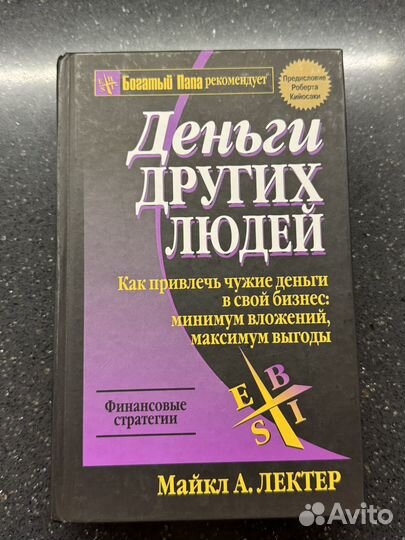 Богатый Папа рекомендует
Предисловие
Роберта
Кийосаки
Деньги
ДРУГИХ
ЛЮДЕЙ
Как привлечь чужие деньги
в свой бизнес:
минимум вложений,
максимум выгоды
E B
S I
Финансовые
стратегии
Майкл А. ЛЕКТЕР
Avito